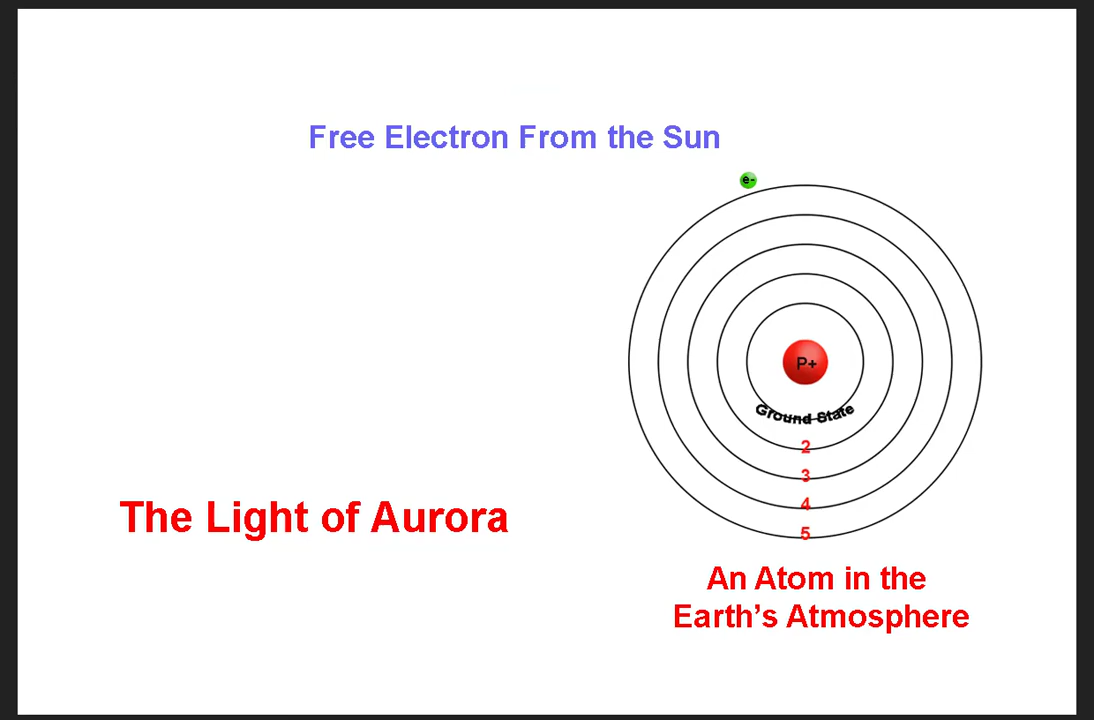 Free Electron From the Sun
e-
P+
Ground State
2
3
4
5
The Light of Aurora
An Atom in the
Earth's Atmosphere